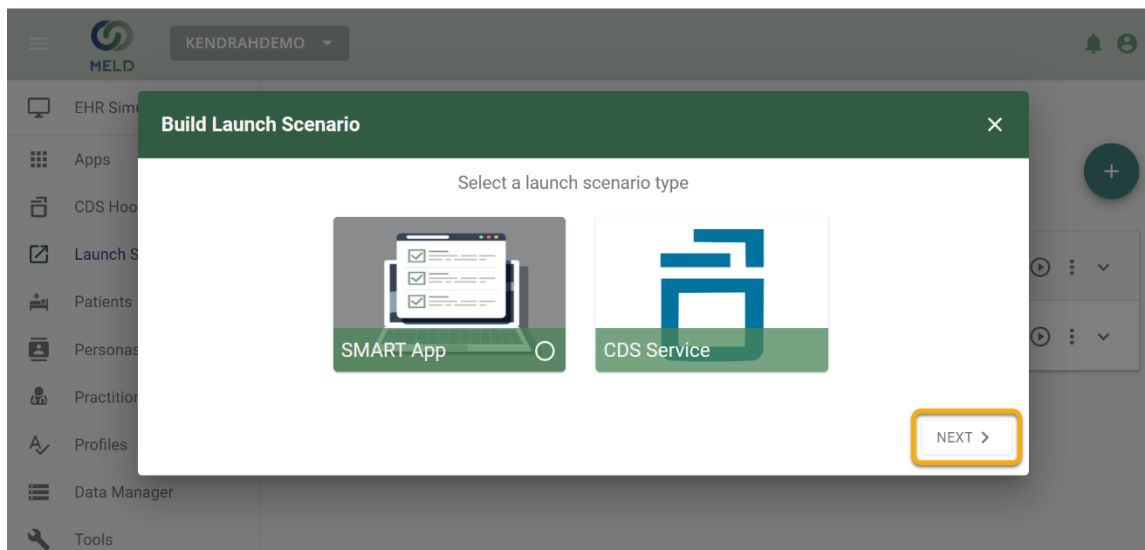 MELD
KENDRAHDEMO
EHR Sim
Build Launch Scenario
Apps
Select a launch scenario type
CDS Hoo
Launch S
Patients
SMART App
CDS Service
Personas
Practition
Profiles
NEXT
Data Manager
Tools